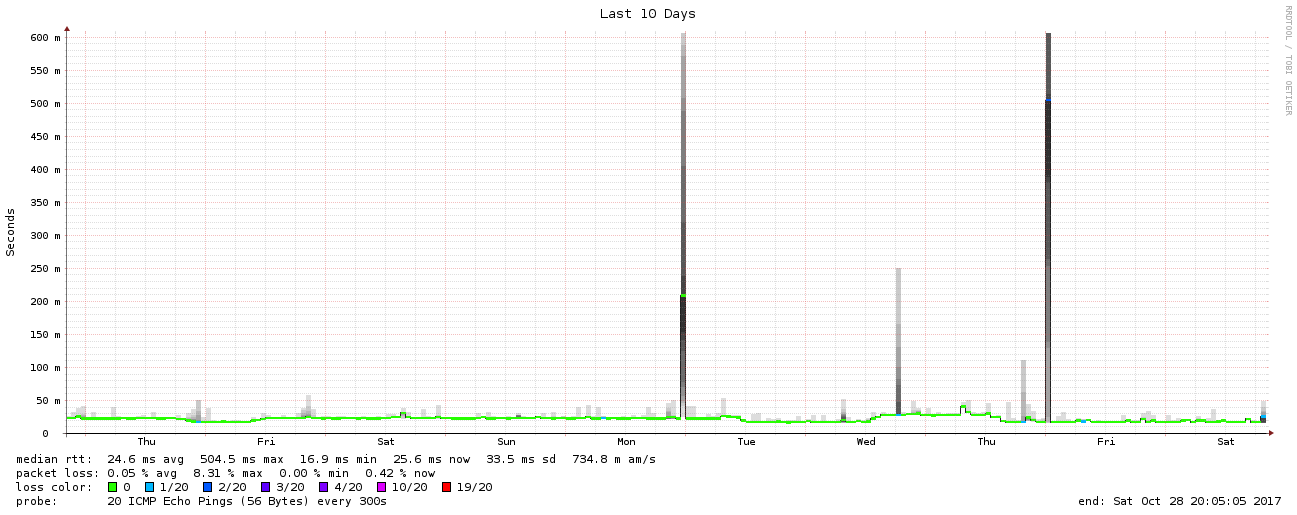 Last 10 Days
RRDTOOL / TOBI OETIKER
Seconds
600 m
550 m
500 m
450 m
400 m
350 m
300 m
250 m
200 m
150 m
100 m
50 m
0
Thu Fri Sat Sun Mon Tue Wed Thu Fri Sat
median rtt: 24.6 ms avg 504.5 ms max 16.9 ms min 25.6 ms now 33.5 ms sd 734.8 m am/s
packet loss: 0.05 % avg 8.31 % max 0.00 % min 0.42 % now
loss color: 0 1/20 2/20 3/20 4/20 10/20 19/20
probe: 20 ICMP Echo Pings (56 Bytes) every 300s end: Sat Oct 28 20:05:05 2017